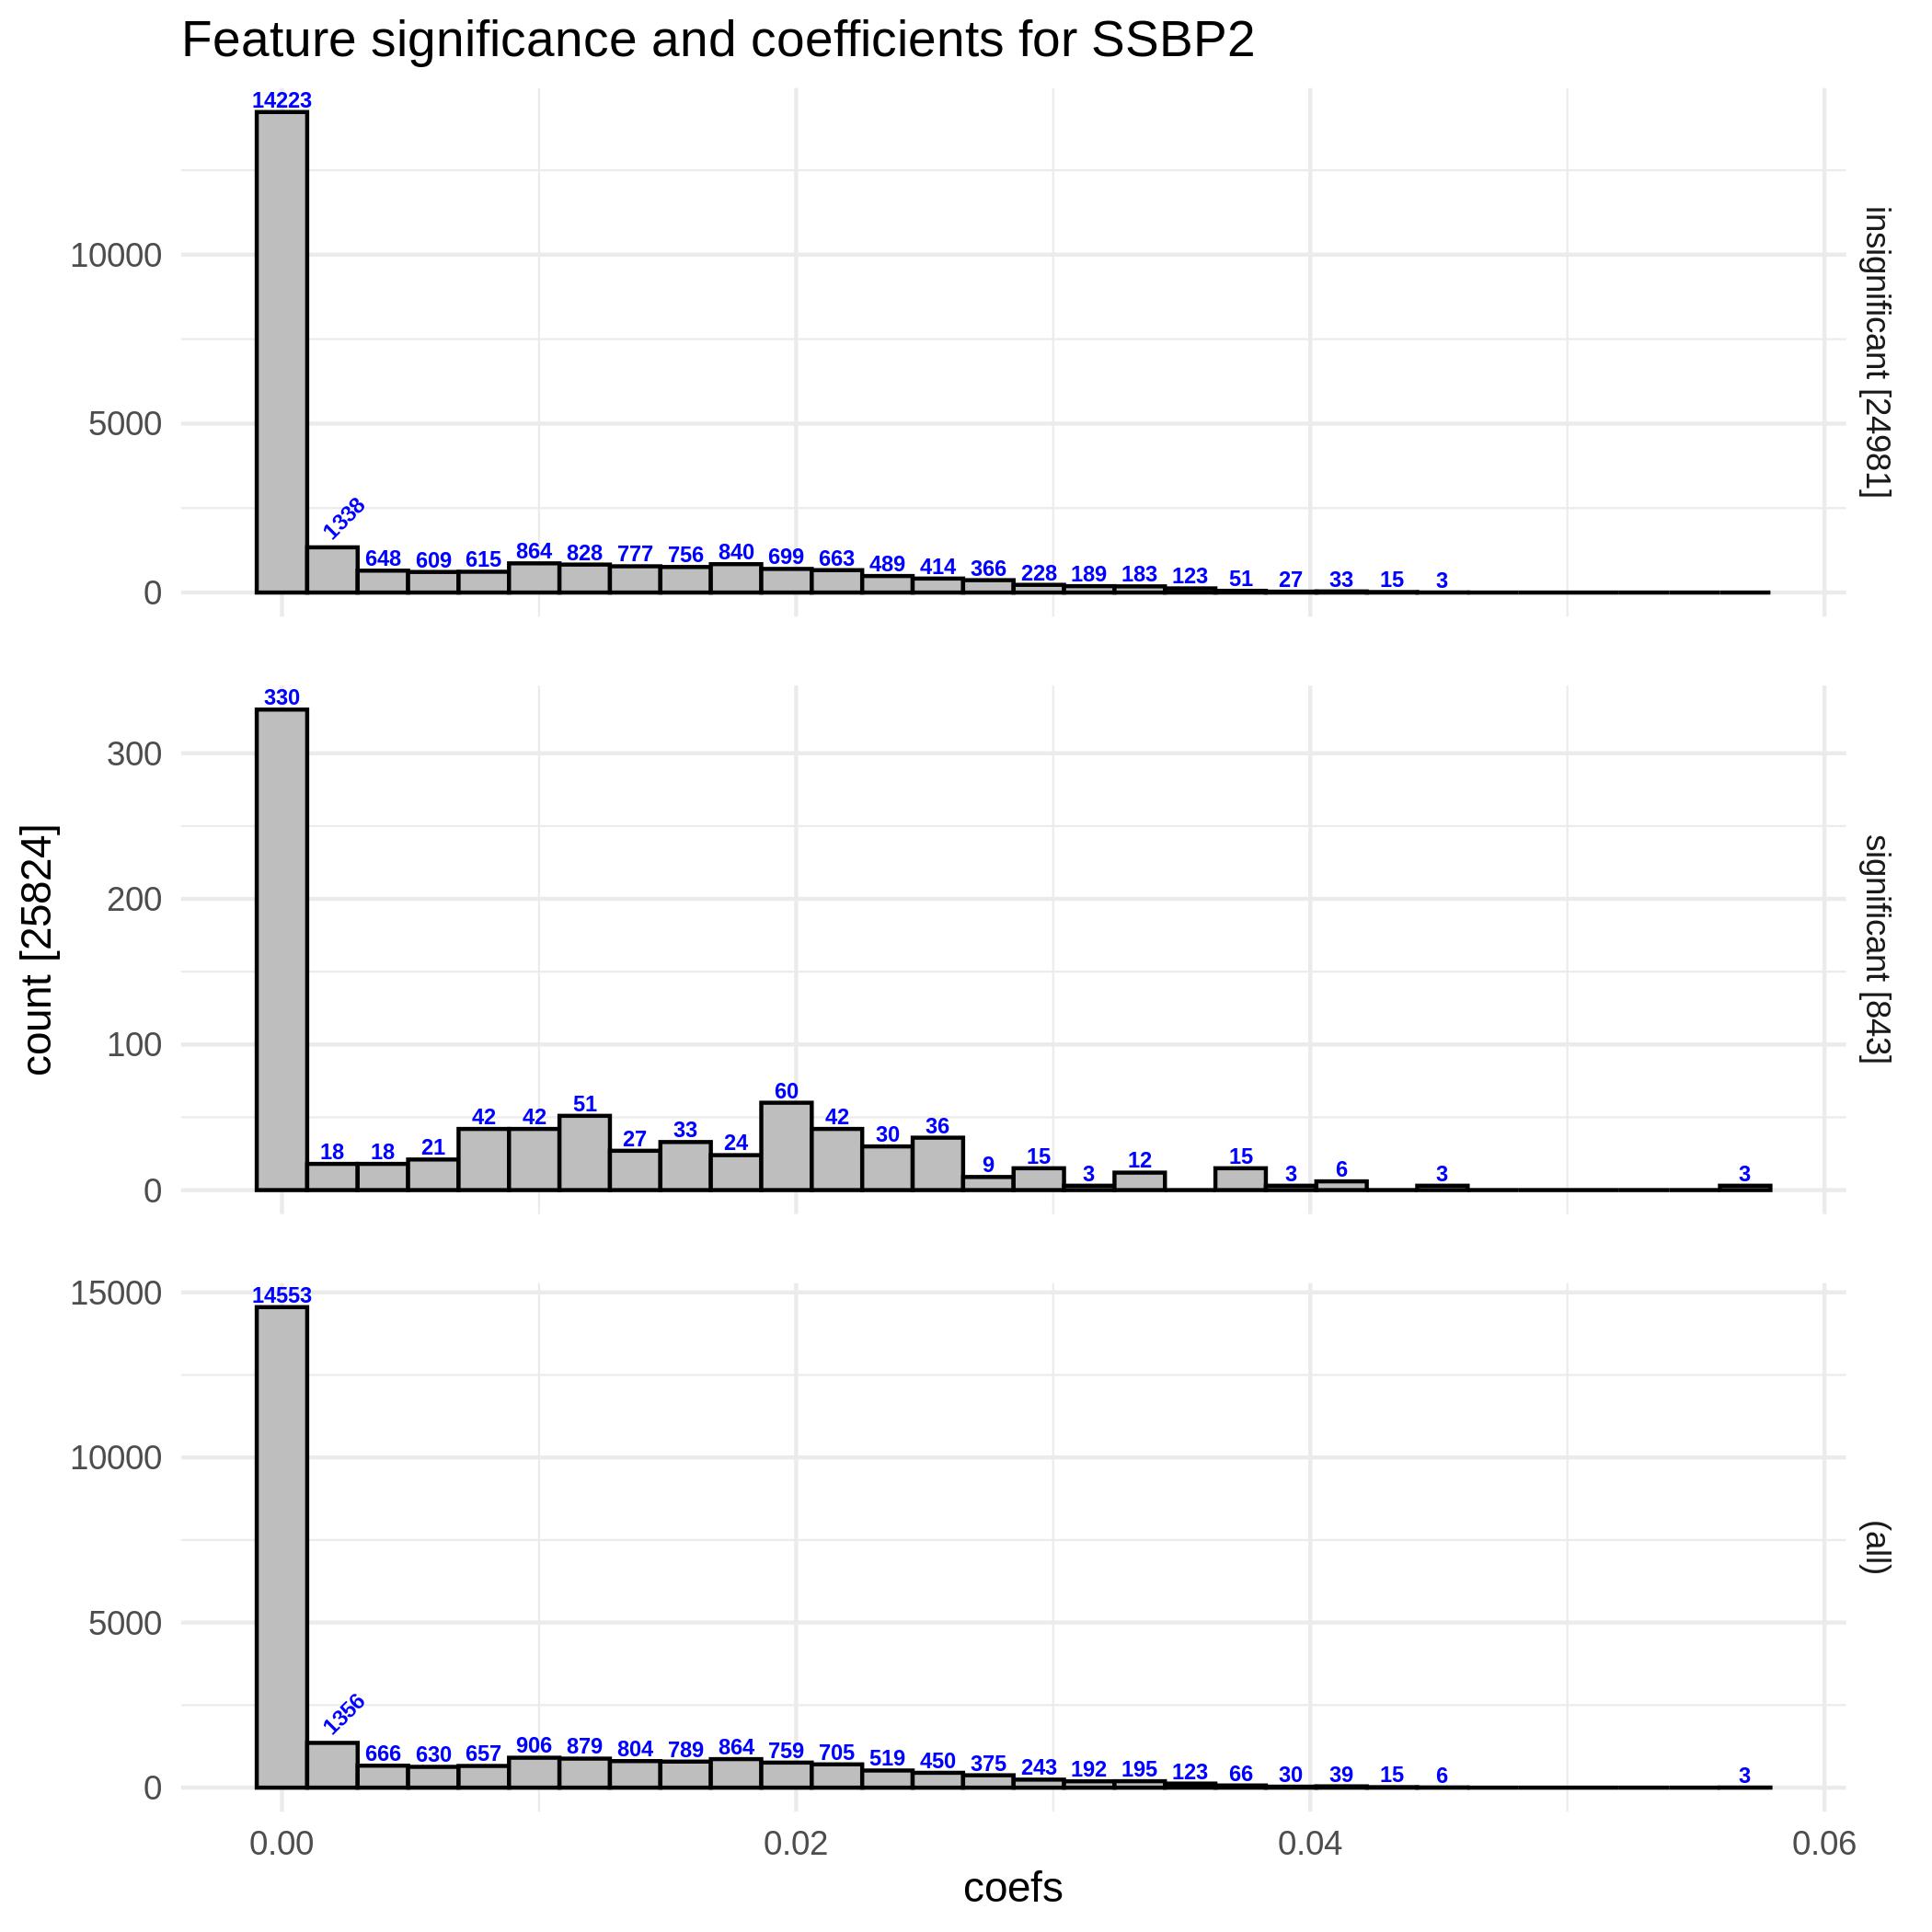 Feature significance and coefficients for SSBP2
14223
1338
648 609 615 864 828 777 756 840 699 663 489 414 366 228 189 183 123 51 27 33 15 3
10000
5000
0
insignificant [24981]
330
18 18 21 42 42 51 27 33 24 60 42 30 36 9 15 3 12 15 3 6 3 3
300
200
100
0
significant [843]
count [25824]
14553
1356
666 630 657 906 879 804 789 864 759 705 519 450 375 243 192 195 123 66 30 39 15 6 3
15000
10000
5000
0
(all)
0.00 0.02 0.04 0.06
coefs